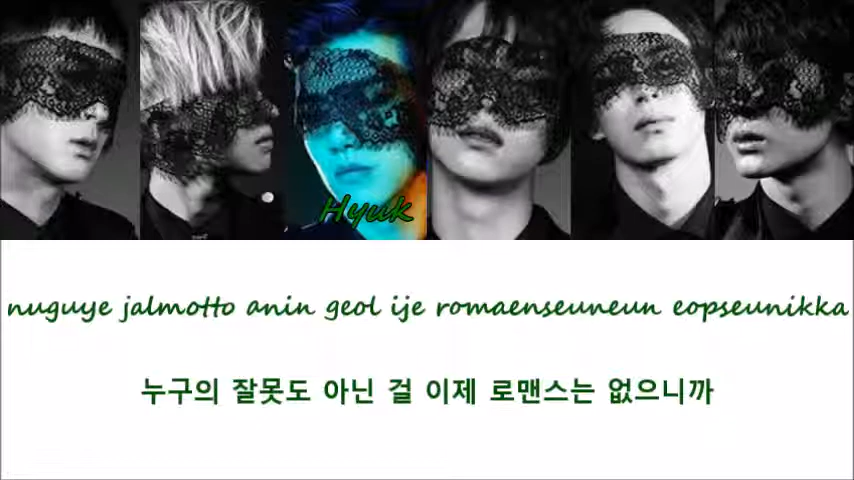 Hyuk
nuguye jalmotto anin geol ije romaenseuneun eopseunikka
누구의 잘못도 아닌 걸 이제 로맨스는 없으니까